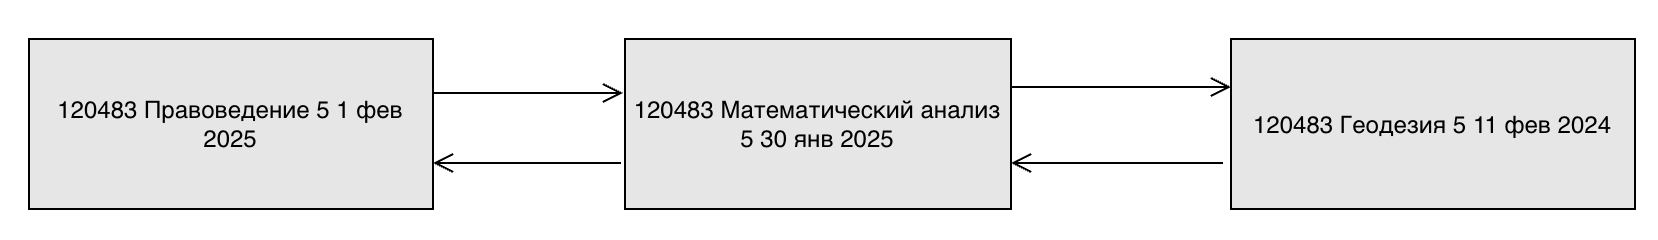 120483 Правоведение 5 1 фев
2025
120483 Математический анализ
5 30 янв 2025
120483 Геодезия 5 11 фев 2024